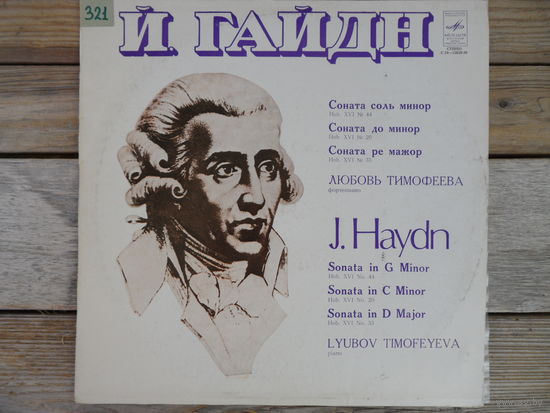 321
Й. ГАЙДН
Соната соль минор
Hob. XVI № 44
Соната до минор
Hob. XVI № 20
Соната ре мажор
Hob. XVI № 33
ЛЮБОВЬ ТИМОФЕЕВА
фортепиано
J. Haydn
Sonata in G Minor
Hob. XVI No. 44
Sonata in C Minor
Hob. XVI No. 20
Sonata in D Major
Hob. XVI No. 33
LYUBOV TIMOFEYEVA
piano